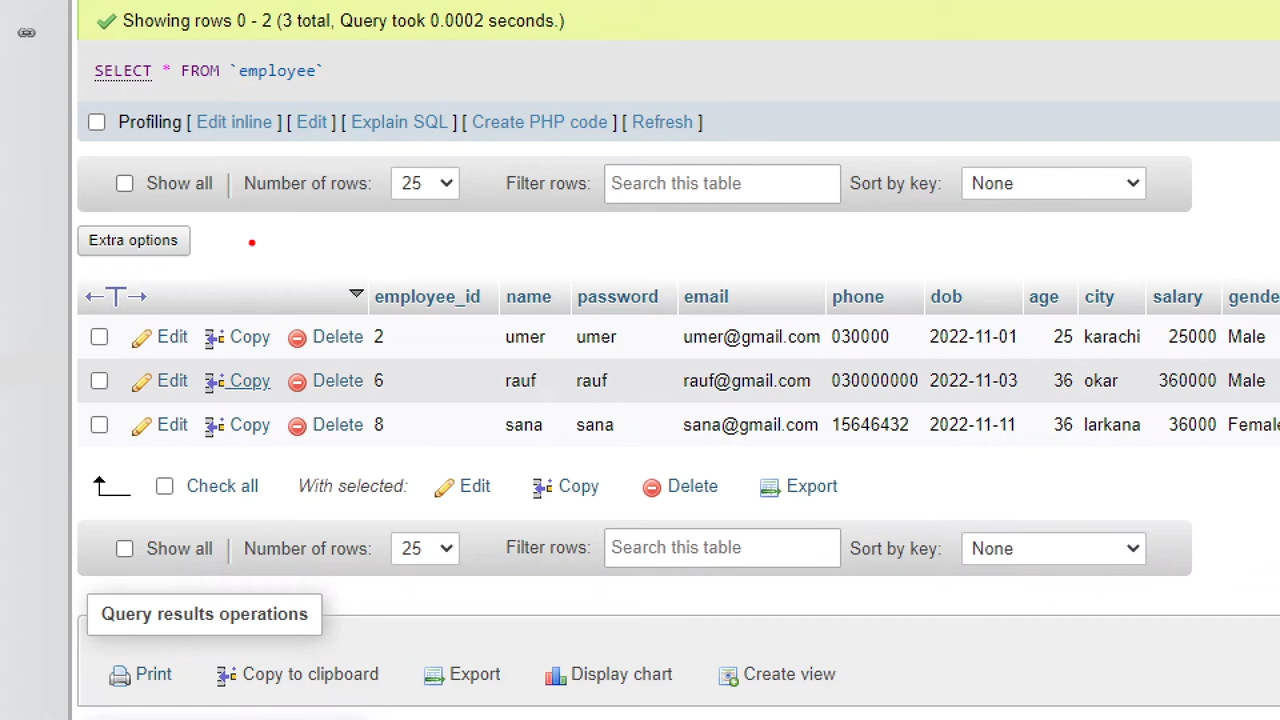 Showing rows 0 - 2 (3 total, Query took 0.0002 seconds.)
SELECT * FROM `employee`
Profiling [ Edit inline ] [ Edit ] [ Explain SQL ] [ Create PHP code ] [ Refresh ]
Show all | Number of rows: 25 Filter rows: Search this table Sort by key: None
Extra options
←T→ employee_id name password email phone dob age city salary gende
Edit Copy Delete 2 umer umer umer@gmail.com 030000 2022-11-01 25 karachi 25000 Male
Edit Copy Delete 6 rauf rauf rauf@gmail.com 030000000 2022-11-03 36 okar 360000 Male
Edit Copy Delete 8 sana sana sana@gmail.com 15646432 2022-11-11 36 larkana 36000 Female
Check all With selected: Edit Copy Delete Export
Show all | Number of rows: 25 Filter rows: Search this table Sort by key: None
Query results operations
Print Copy to clipboard Export Display chart Create view